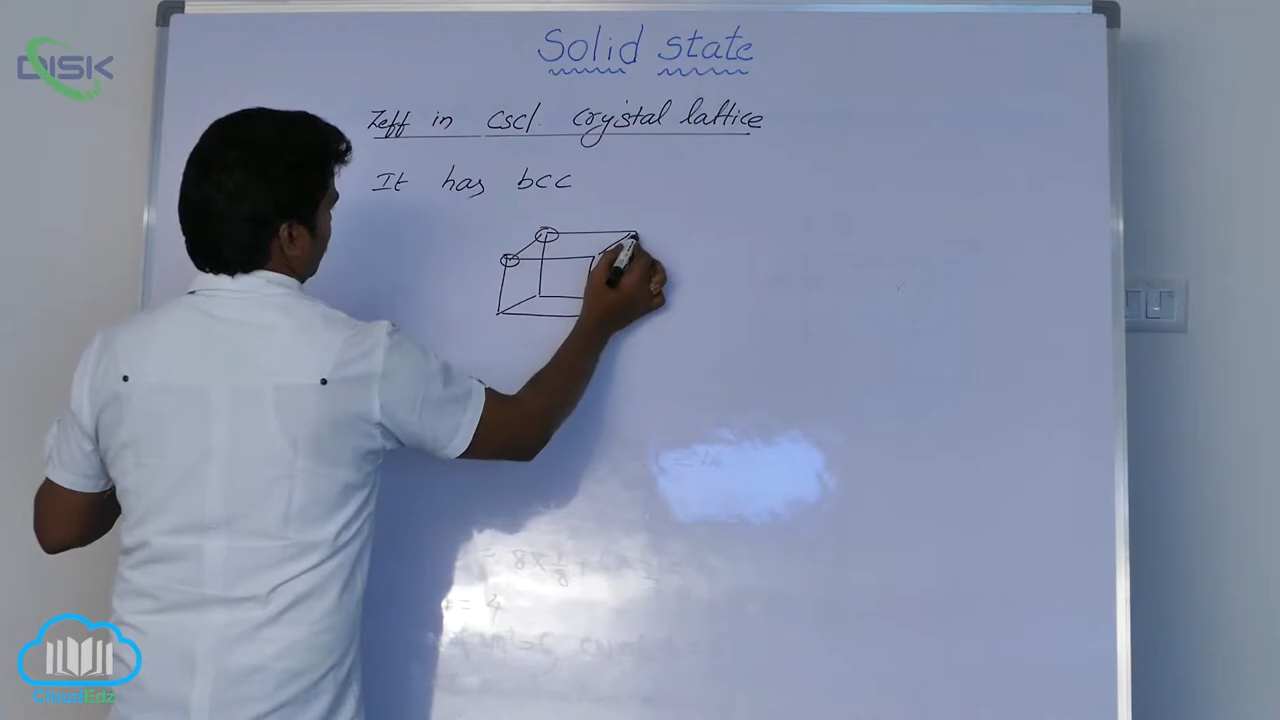 DISK
Solid state
Zeff in CsCl. crystal lattice
It has bcc
CloudEdz